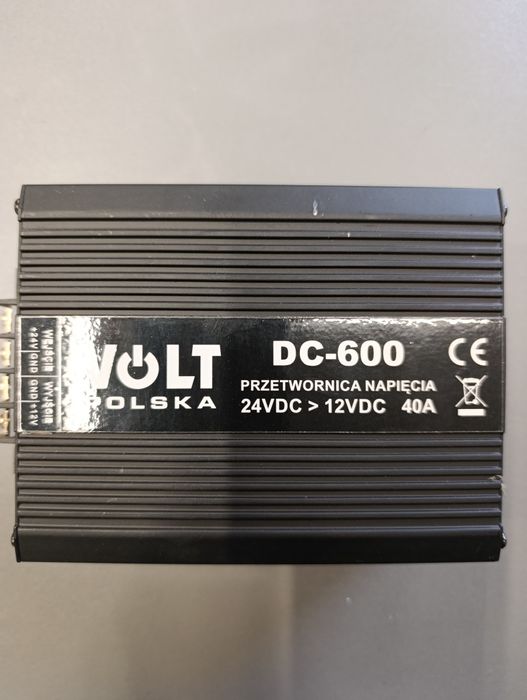 VOLT
POLSKA
DC-600
PRZETWORNICA NAPIĘCIA
24VDC > 12VDC 40A
CE
WEJŚCIE
+24V GND
WYJŚCIE
GND +12V